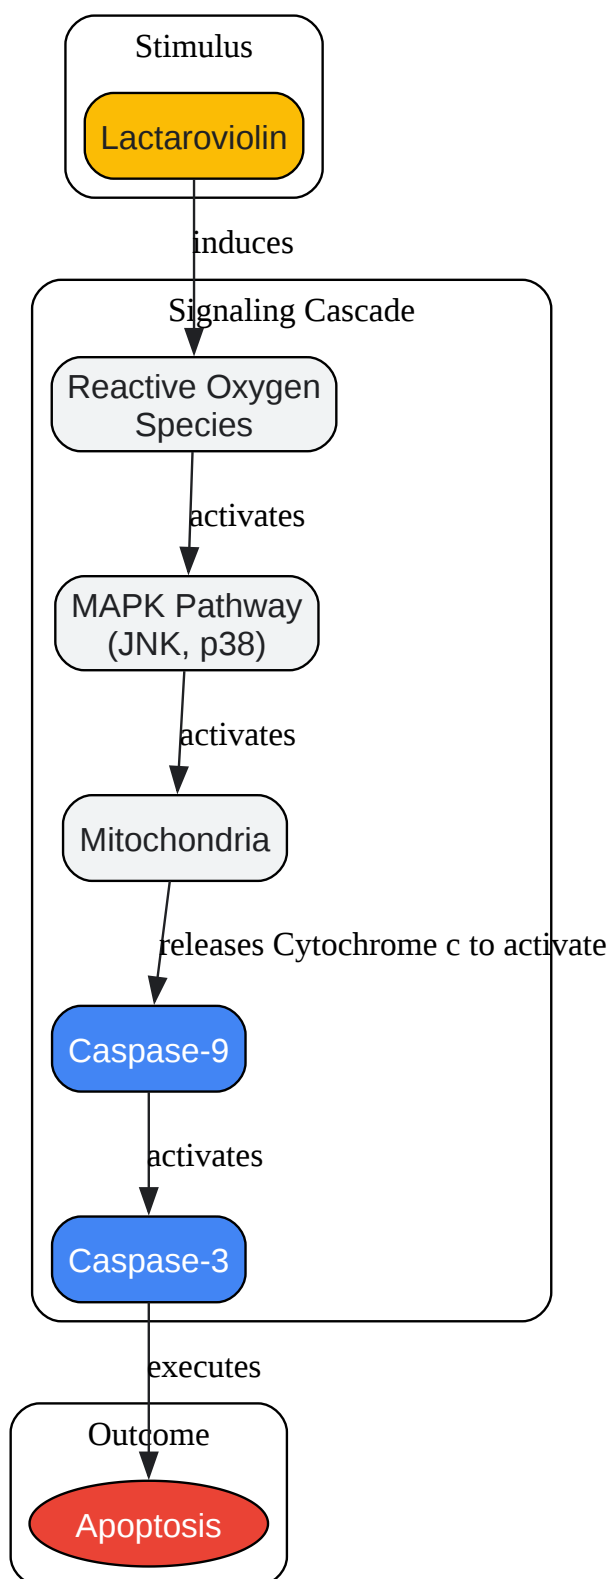 Stimulus
Lactaroviolin
induces
Signaling Cascade
Reactive Oxygen
Species
activates
MAPK Pathway
(JNK, p38)
activates
Mitochondria
releases Cytochrome c to activate
Caspase-9
activates
Caspase-3
executes
Outcome
Apoptosis